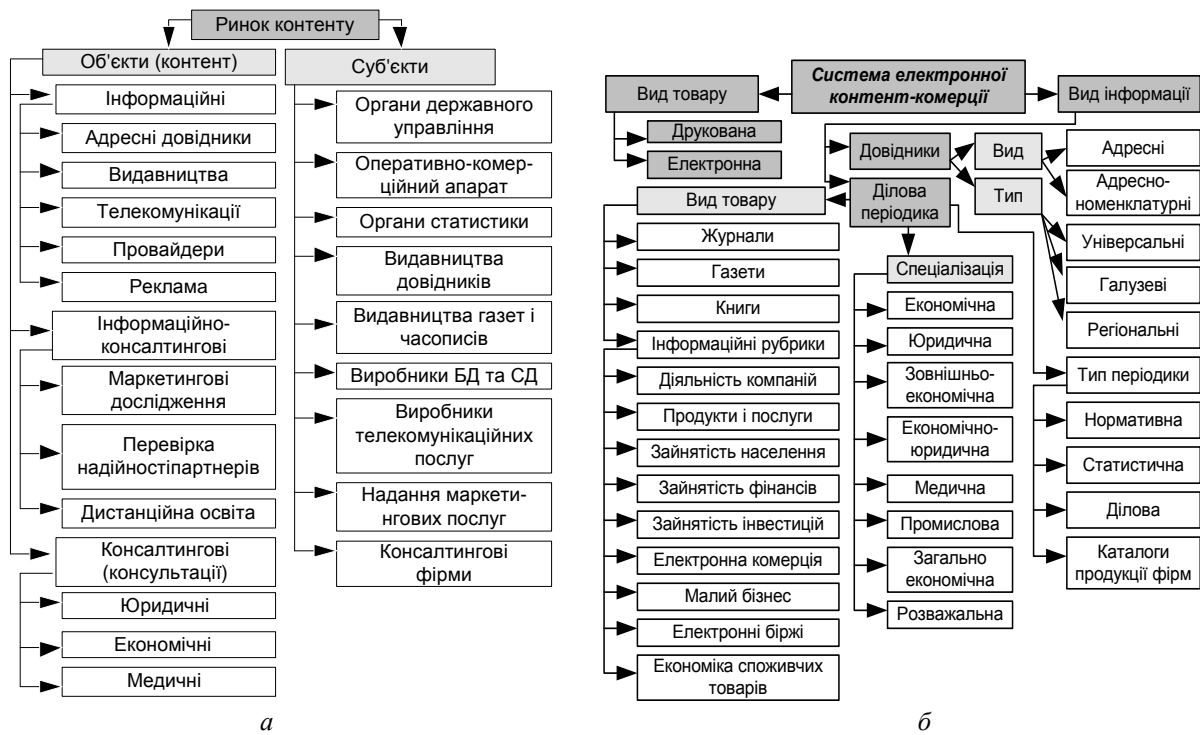 Ринок контенту
Об'єкти (контент)
Інформаційні
Адресні довідники
Видавництва
Телекомунікації
Провайдери
Реклама
Інформаційно-
консалтингові
Маркетингові
дослідження
Перевірка
надійностіпартнерів
Дистанційна освіта
Консалтингові
(консультації)
Юридичні
Економічні
Медичні
Суб'єкти
Органи державного
управління
Оперативно-комер-
ційний апарат
Органи статистики
Видавництва
довідників
Видавництва газет і
часописів
Виробники БД та СД
Виробники
телекомунікаційних
послуг
Надання маркети-
нгових послуг
Консалтингові
фірми
а
Система електронної
контент-комерції
Вид товару
Друкована
Електронна
Вид інформації
Довідники
Вид
Тип
Адресні
Адресно-
номенклатурні
Універсальні
Галузеві
Регіональні
Ділова
періодика
Вид товару
Журнали
Газети
Книги
Інформаційні рубрики
Діяльність компаній
Продукти і послуги
Зайнятість населення
Зайнятість фінансів
Зайнятість інвестицій
Електронна комерція
Малий бізнес
Електронні біржі
Економіка споживчих
товарів
Спеціалізація
Економічна
Юридична
Зовнішньо-
економічна
Економічно-
юридична
Медична
Промислова
Загально
економічна
Розважальна
Тип періодики
Нормативна
Статистична
Ділова
Каталоги
продукції фірм
б